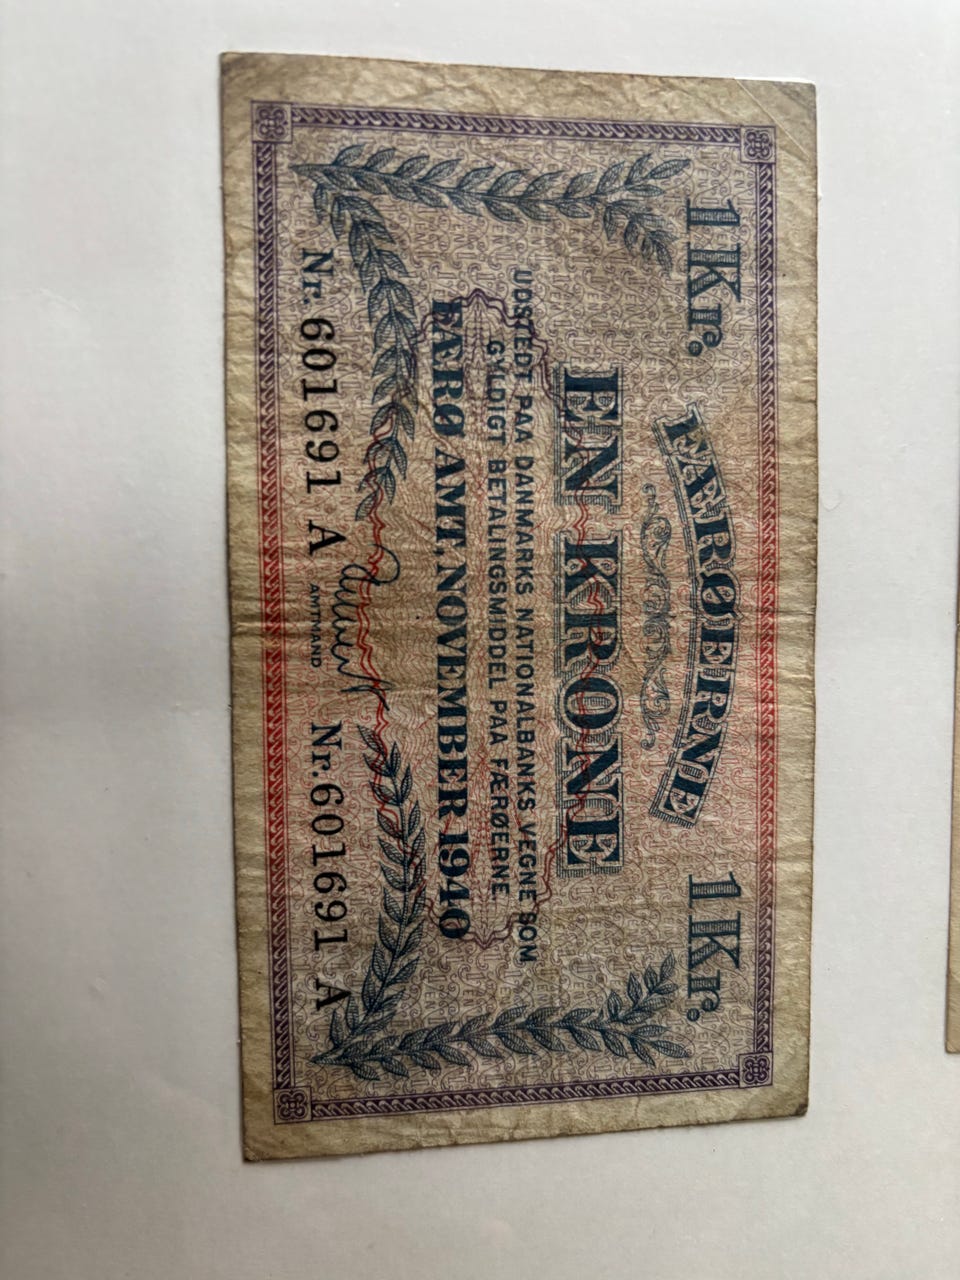 1 Kr. 1 Kr.
FÆRØERNE
EN KRONE
UDSTEDT PAA DANMARKS NATIONALBANKS VEGNE SOM
GYLDIGT BETALINGSMIDDEL PAA FÆRØERNE.
FÆRØ AMT, NOVEMBER 1940
Nr. 601691 A Nr. 601691 A
AMTMAND